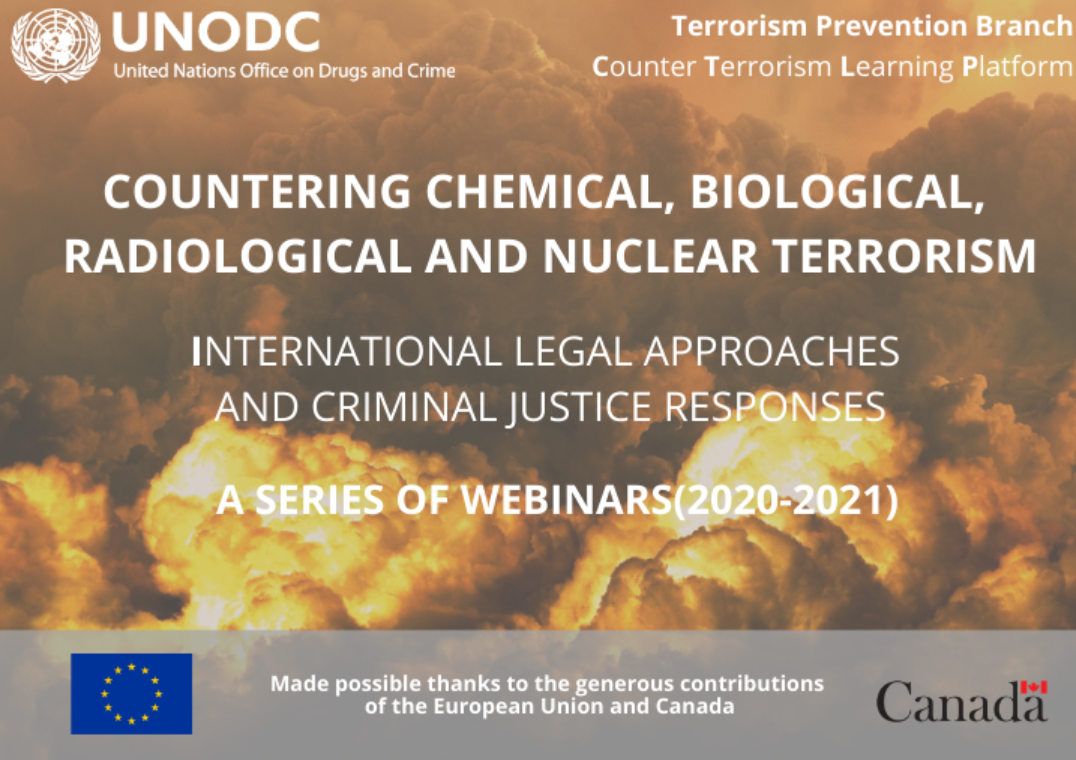 UNODC
United Nations Office on Drugs and Crime
Terrorism Prevention Branch
Counter Terrorism Learning Platform
COUNTERING CHEMICAL, BIOLOGICAL,
RADIOLOGICAL AND NUCLEAR TERRORISM
INTERNATIONAL LEGAL APPROACHES
AND CRIMINAL JUSTICE RESPONSES
A SERIES OF WEBINARS(2020-2021)
Made possible thanks to the generous contributions
of the European Union and Canada
Canada